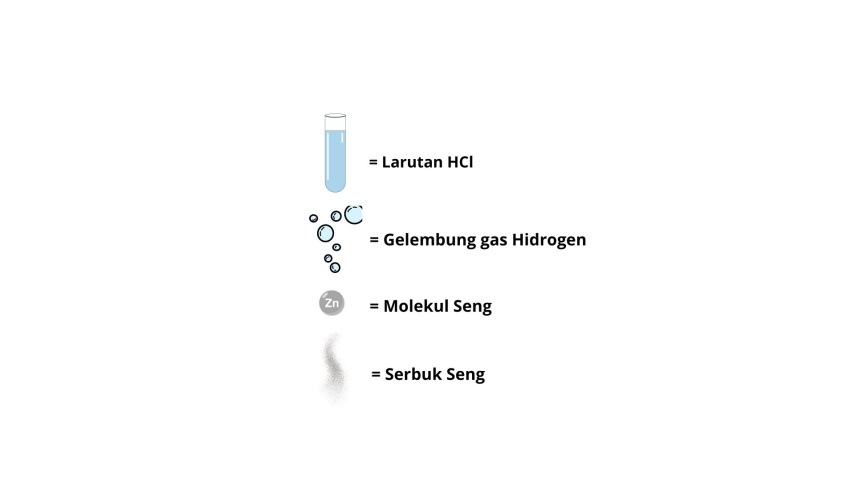 = Larutan HCl
= Gelembung gas Hidrogen
Zn
= Molekul Seng
= Serbuk Seng